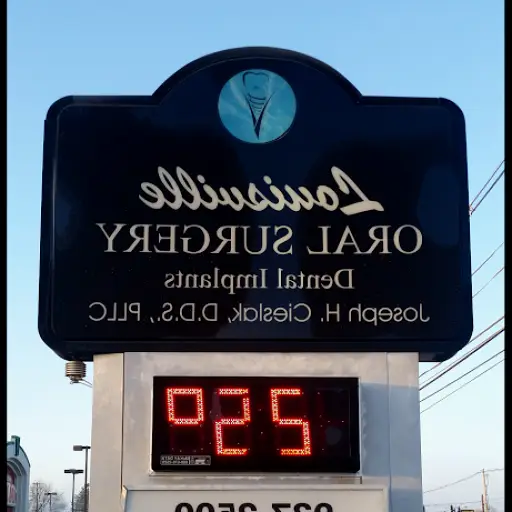 Louisville
ORAL SURGERY
Dental Implants
Joseph H. Cieslak, D.D.S., PLLC